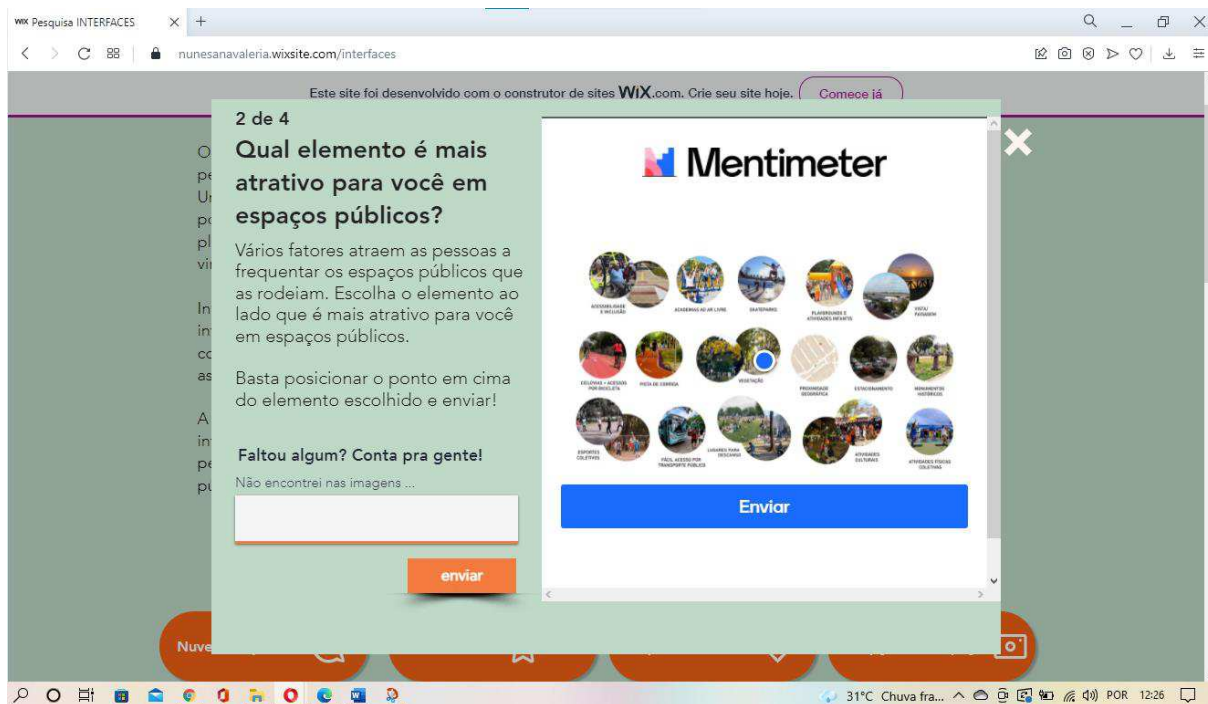 WIX Pesquisa INTERFACES
nunesanavaleria.wixsite.com/interfaces
Este site foi desenvolvido com o construtor de sites WiX.com. Crie seu site hoje.
Comece já
2 de 4
Qual elemento é mais
atrativo para você em
espaços públicos?
Vários fatores atraem as pessoas a
frequentar os espaços públicos que
as rodeiam. Escolha o elemento ao
lado que é mais atrativo para você
em espaços públicos.
Basta posicionar o ponto em cima
do elemento escolhido e enviar!
Faltou algum? Conta pra gente!
Não encontrei nas imagens ...
enviar
Mentimeter
ACESSIBILIDADE
E INCLUSÃO
ACADEMIAS AO AR LIVRE
SKATEPARKS
PLAYGROUNDS E
ATIVIDADES INFANTIS
VISTA/
PAISAGEM
CICLOVIAS + ACESSOS
POR BICICLETA
PISTA DE CORRIDA
VEGETAÇÃO
PROXIMIDADE
GEOGRÁFICA
ESTACIONAMENTO
MONUMENTOS
HISTÓRICOS
ESPORTES
COLETIVOS
FÁCIL ACESSO POR
TRANSPORTE PÚBLICO
LUGARES PARA
DESCANSO
ATIVIDADES
CULTURAIS
ATIVIDADES FÍSICAS
COLETIVAS
Enviar
Nuve
31°C Chuva fra...
POR
12:26